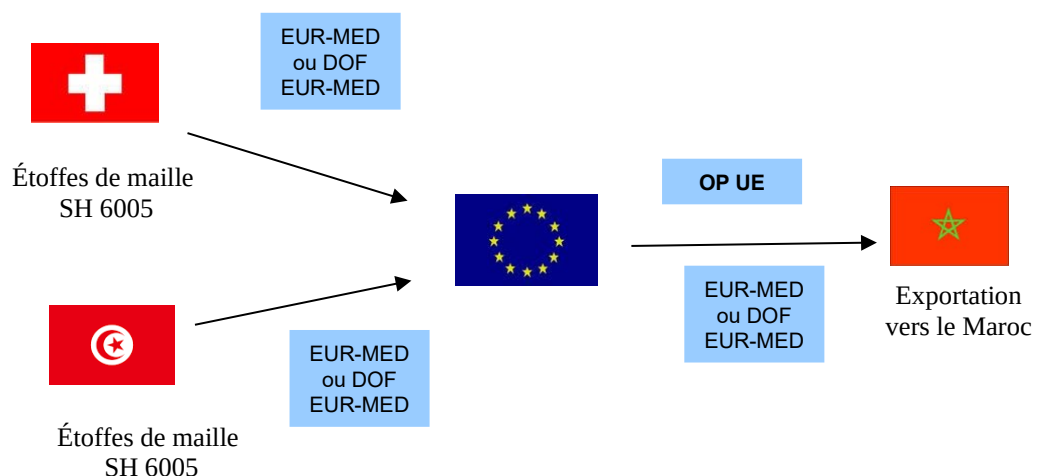 EUR-MED
ou DOF
EUR-MED
Étoffes de maille
SH 6005
OP UE
EUR-MED
ou DOF
EUR-MED
Exportation
vers le Maroc
EUR-MED
ou DOF
EUR-MED
Étoffes de maille
SH 6005